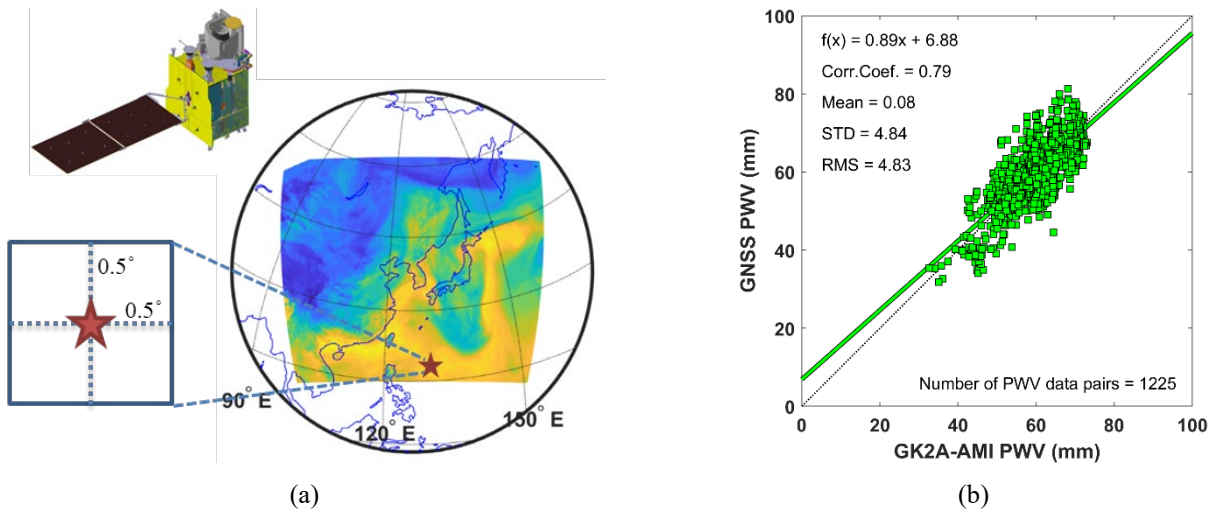 0.5°
0.5°
90° E
120° E
150° E
(a)
f(x) = 0.89x + 6.88
Corr.Coef. = 0.79
Mean = 0.08
STD = 4.84
RMS = 4.83
Number of PWV data pairs = 1225
100
80
60
40
20
0
GNSS PWV (mm)
0
20
40
60
80
100
GK2A-AMI PWV (mm)
(b)